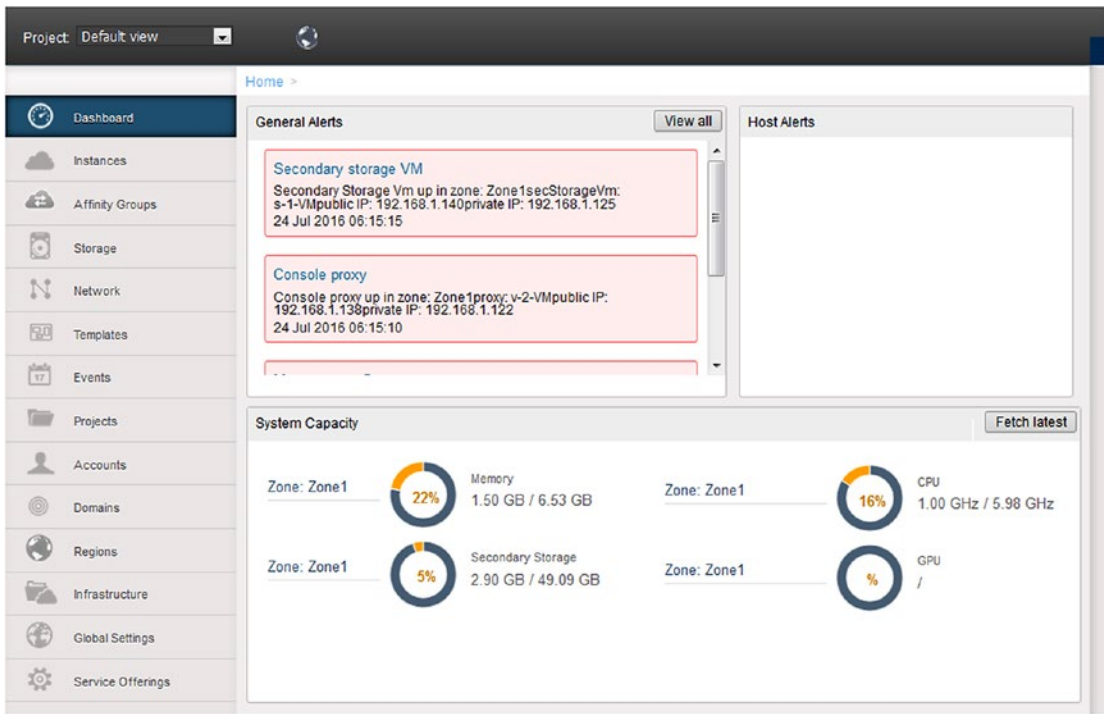 Project: Default view
Home >
Dashboard
Instances
Affinity Groups
Storage
Network
Templates
17
Events
Projects
Accounts
Domains
Regions
Infrastructure
Global Settings
Service Offerings
General Alerts
View all
Secondary storage VM
Secondary Storage Vm up in zone: Zone1secStorageVm:
s-1-VMpublic IP: 192.168.1.140private IP: 192.168.1.125
24 Jul 2016 06:15:15
Console proxy
Console proxy up in zone: Zone1proxy: v-2-VMpublic IP:
192.168.1.138private IP: 192.168.1.122
24 Jul 2016 06:15:10
Host Alerts
System Capacity
Fetch latest
Zone: Zone1
22%
Memory
1.50 GB / 6.53 GB
Zone: Zone1
16%
CPU
1.00 GHz / 5.98 GHz
Zone: Zone1
5%
Secondary Storage
2.90 GB / 49.09 GB
Zone: Zone1
%
GPU
/